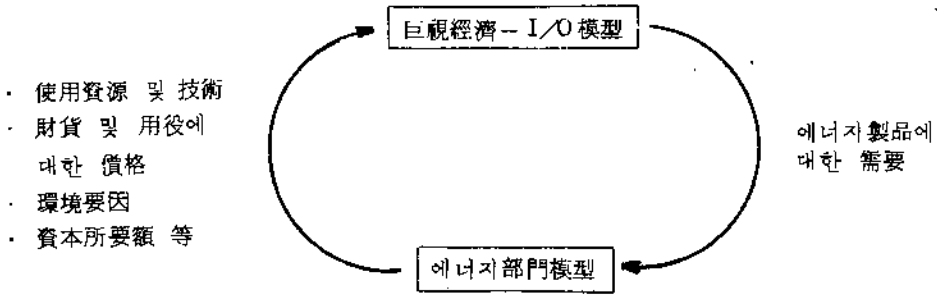 巨視經濟 – I/O 模型
· 使用資源 및 技術
· 財貨 및 用役에
대한 價格
· 環境要因
· 資本所要額 等
에너지製品에
대한 需要
에너지部門模型